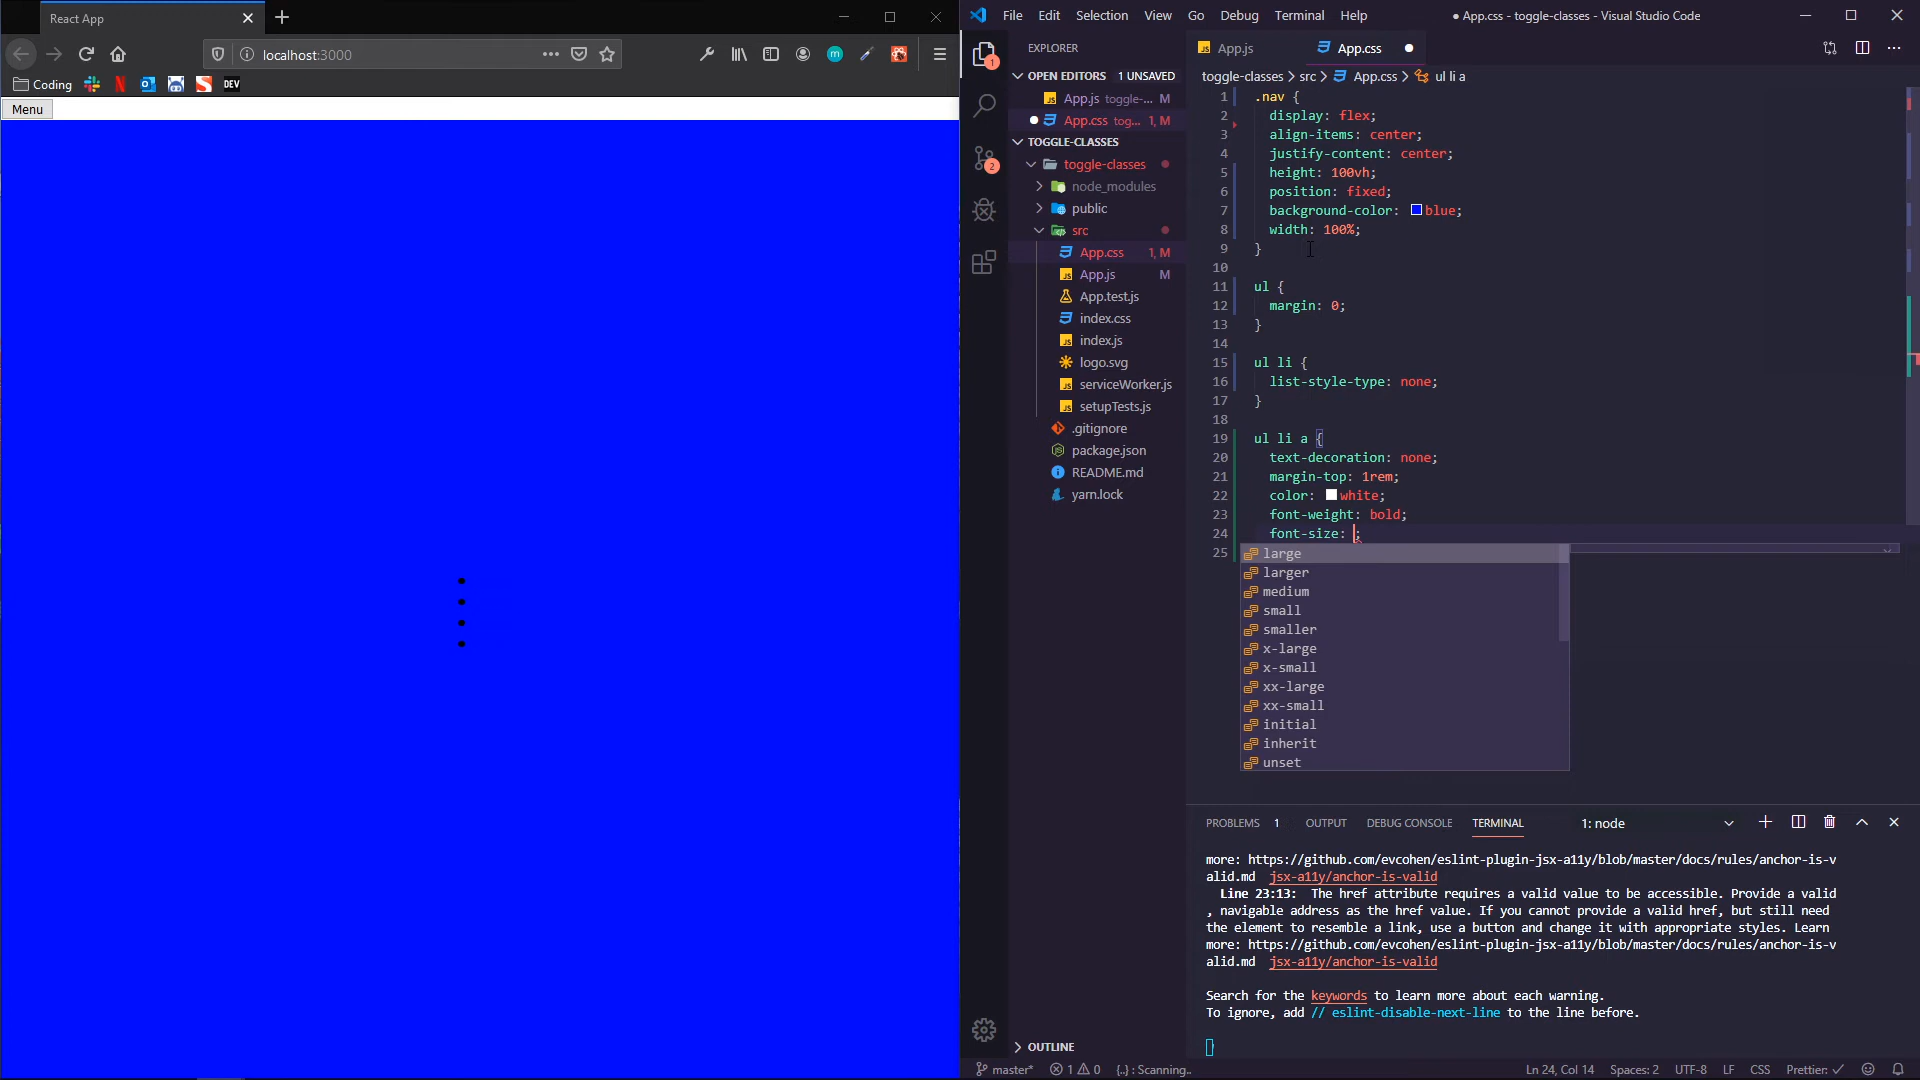 React App
localhost:3000
Coding
DEV
Menu
File Edit Selection View Go Debug Terminal Help
● App.css - toggle-classes - Visual Studio Code
EXPLORER
OPEN EDITORS 1 UNSAVED
JS App.js toggle-... M
App.css tog... 1, M
TOGGLE-CLASSES
toggle-classes
node_modules
public
src
App.css 1, M
JS App.js M
App.test.js
index.css
JS index.js
logo.svg
JS serviceWorker.js
JS setupTests.js
.gitignore
package.json
README.md
yarn.lock
OUTLINE
1
2
JS App.js
App.css
toggle-classes > src > App.css > ul li a
1 .nav {
2 display: flex;
3 align-items: center;
4 justify-content: center;
5 height: 100vh;
6 position: fixed;
7 background-color: blue;
8 width: 100%;
9 }
10
11 ul {
12 margin: 0;
13 }
14
15 ul li {
16 list-style-type: none;
17 }
18
19 ul li a {
20 text-decoration: none;
21 margin-top: 1rem;
22 color: white;
23 font-weight: bold;
24 font-size: ;
25
large
larger
medium
small
smaller
x-large
x-small
xx-large
xx-small
initial
inherit
unset
PROBLEMS 1 OUTPUT DEBUG CONSOLE TERMINAL 1: node
more: https://github.com/evcohen/eslint-plugin-jsx-a11y/blob/master/docs/rules/anchor-is-v
alid.md jsx-a11y/anchor-is-valid
Line 23:13: The href attribute requires a valid value to be accessible. Provide a valid
, navigable address as the href value. If you cannot provide a valid href, but still need
the element to resemble a link, use a button and change it with appropriate styles. Learn
more: https://github.com/evcohen/eslint-plugin-jsx-a11y/blob/master/docs/rules/anchor-is-v
alid.md jsx-a11y/anchor-is-valid
Search for the keywords to learn more about each warning.
To ignore, add // eslint-disable-next-line to the line before.
master* 1 0 {..} : Scanning.. Ln 24, Col 14 Spaces: 2 UTF-8 LF CSS Prettier: ✓